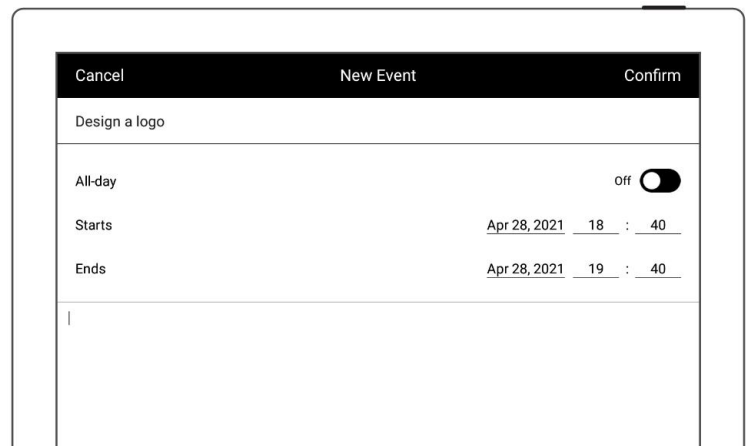 Cancel New Event Confirm
Design a logo
All-day Off
Starts Apr 28, 2021 18 : 40
Ends Apr 28, 2021 19 : 40